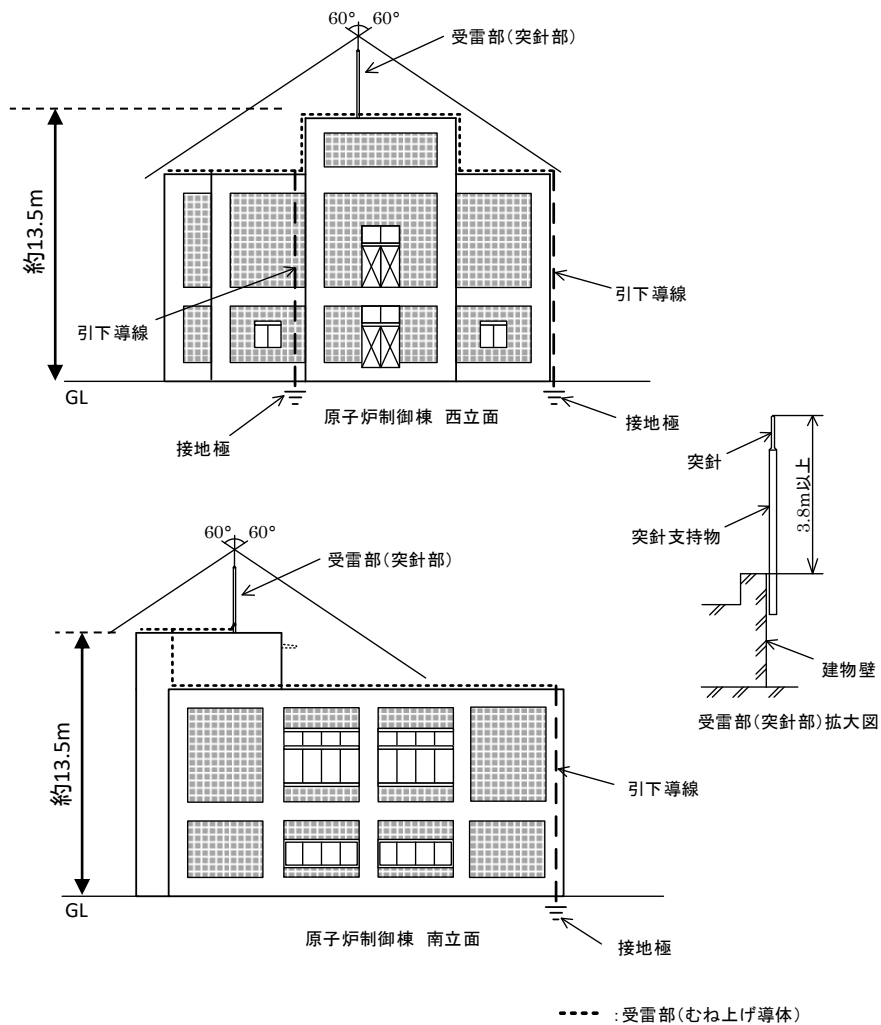 60° 60°
受雷部(突針部)
約13.5m
引下導線
引下導線
GL
接地極
原子炉制御棟 西立面
接地極
突針
3.8m以上
突針支持物
建物壁
受雷部(突針部)拡大図
60° 60°
受雷部(突針部)
約13.5m
引下導線
GL
原子炉制御棟 南立面
接地極
:受雷部(むね上げ導体)